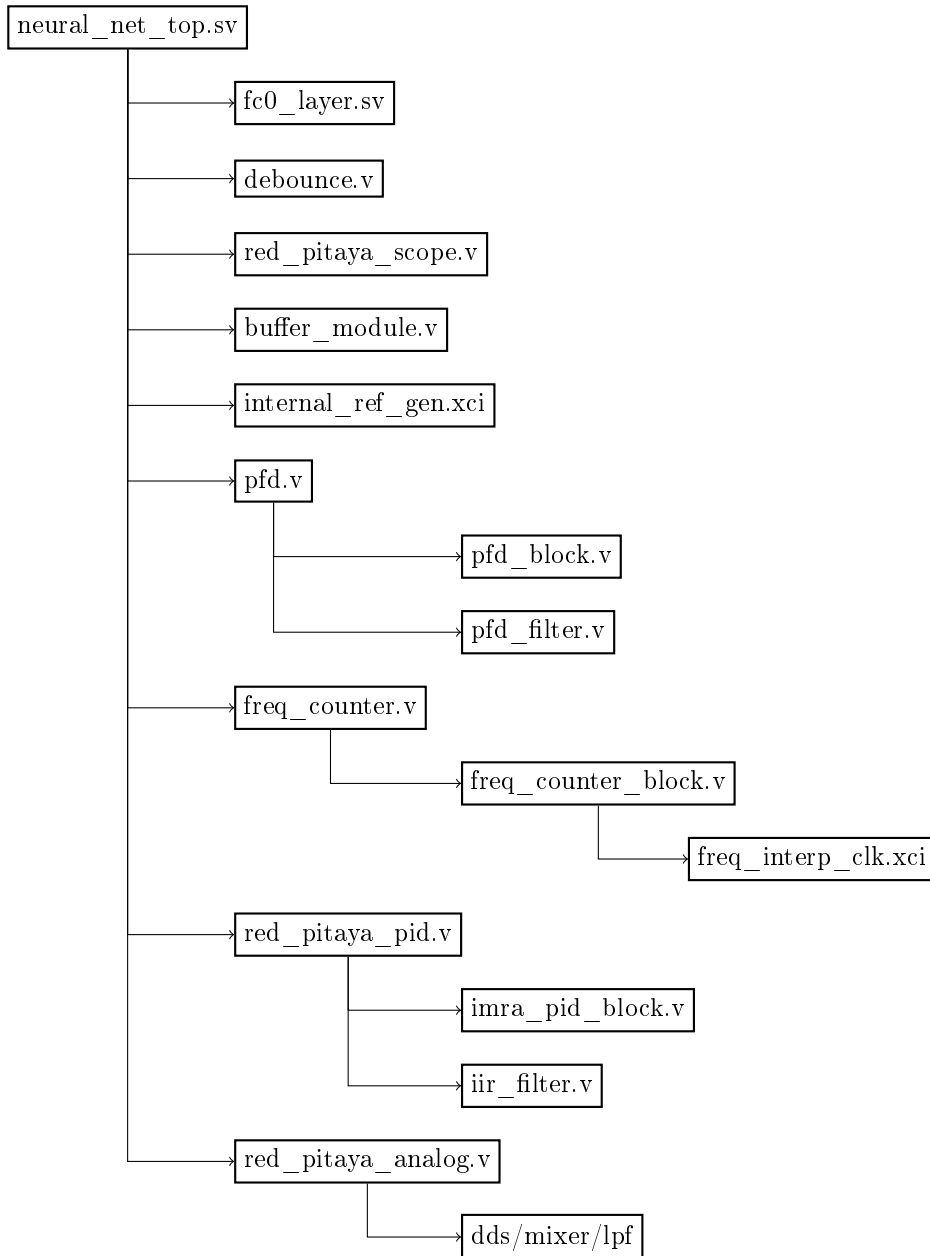 neural_net_top.sv
fc0_layer.sv
debounce.v
red_pitaya_scope.v
buffer_module.v
internal_ref_gen.xci
pfd.v
pfd_block.v
pfd_filter.v
freq_counter.v
freq_counter_block.v
freq_interp_clk.xci
red_pitaya_pid.v
imra_pid_block.v
iir_filter.v
red_pitaya_analog.v
dds/mixer/lpf